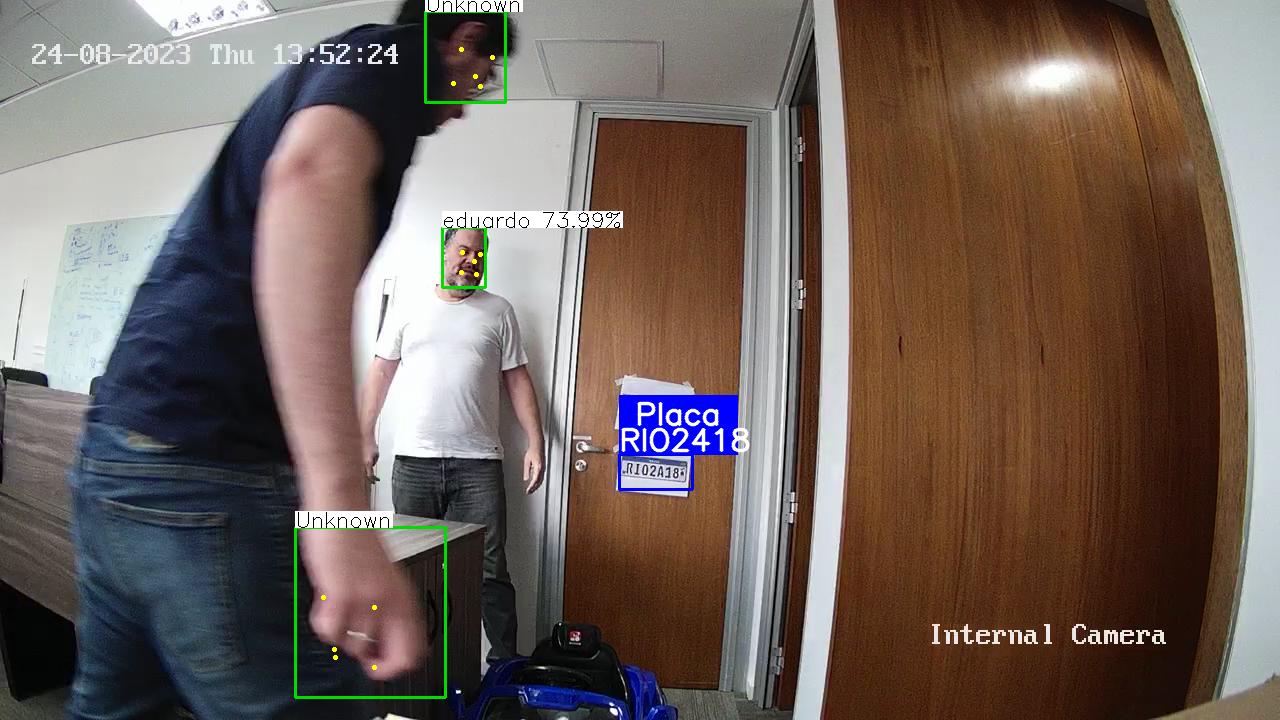 Unknown
24-08-2023 Thu 13:52:24
eduardo 73.99%
Placa
RIO2418
RIO2A18
Unknown
Internal Camera